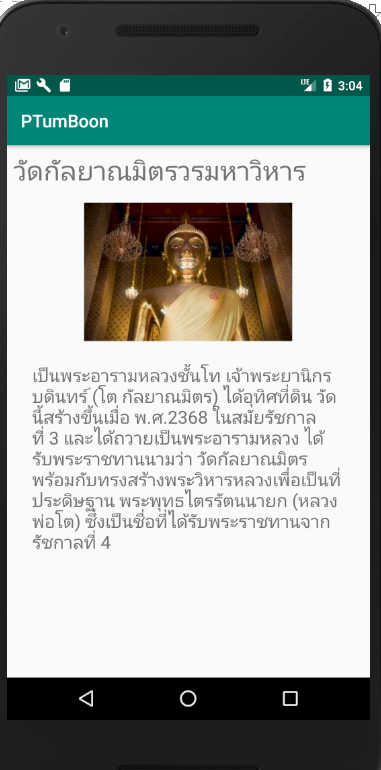 LTE 3:04
PTumBoon
วัดกัลยาณมิตรวรมหาวิหาร
เป็นพระอารามหลวงชั้นโท เจ้าพระยานิกร
บดินทร์ (โต กัลยาณมิตร) ได้อุทิศที่ดิน วัด
นี้สร้างขึ้นเมื่อ พ.ศ.2368 ในสมัยรัชกาล
ที่ 3 และได้ถวายเป็นพระอารามหลวง ได้
รับพระราชทานนามว่า วัดกัลยาณมิตร
พร้อมกับทรงสร้างพระวิหารหลวงเพื่อเป็นที่
ประดิษฐาน พระพุทธไตรรัตนนายก (หลวง
พ่อโต) ซึ่งเป็นชื่อที่ได้รับพระราชทานจาก
รัชกาลที่ 4